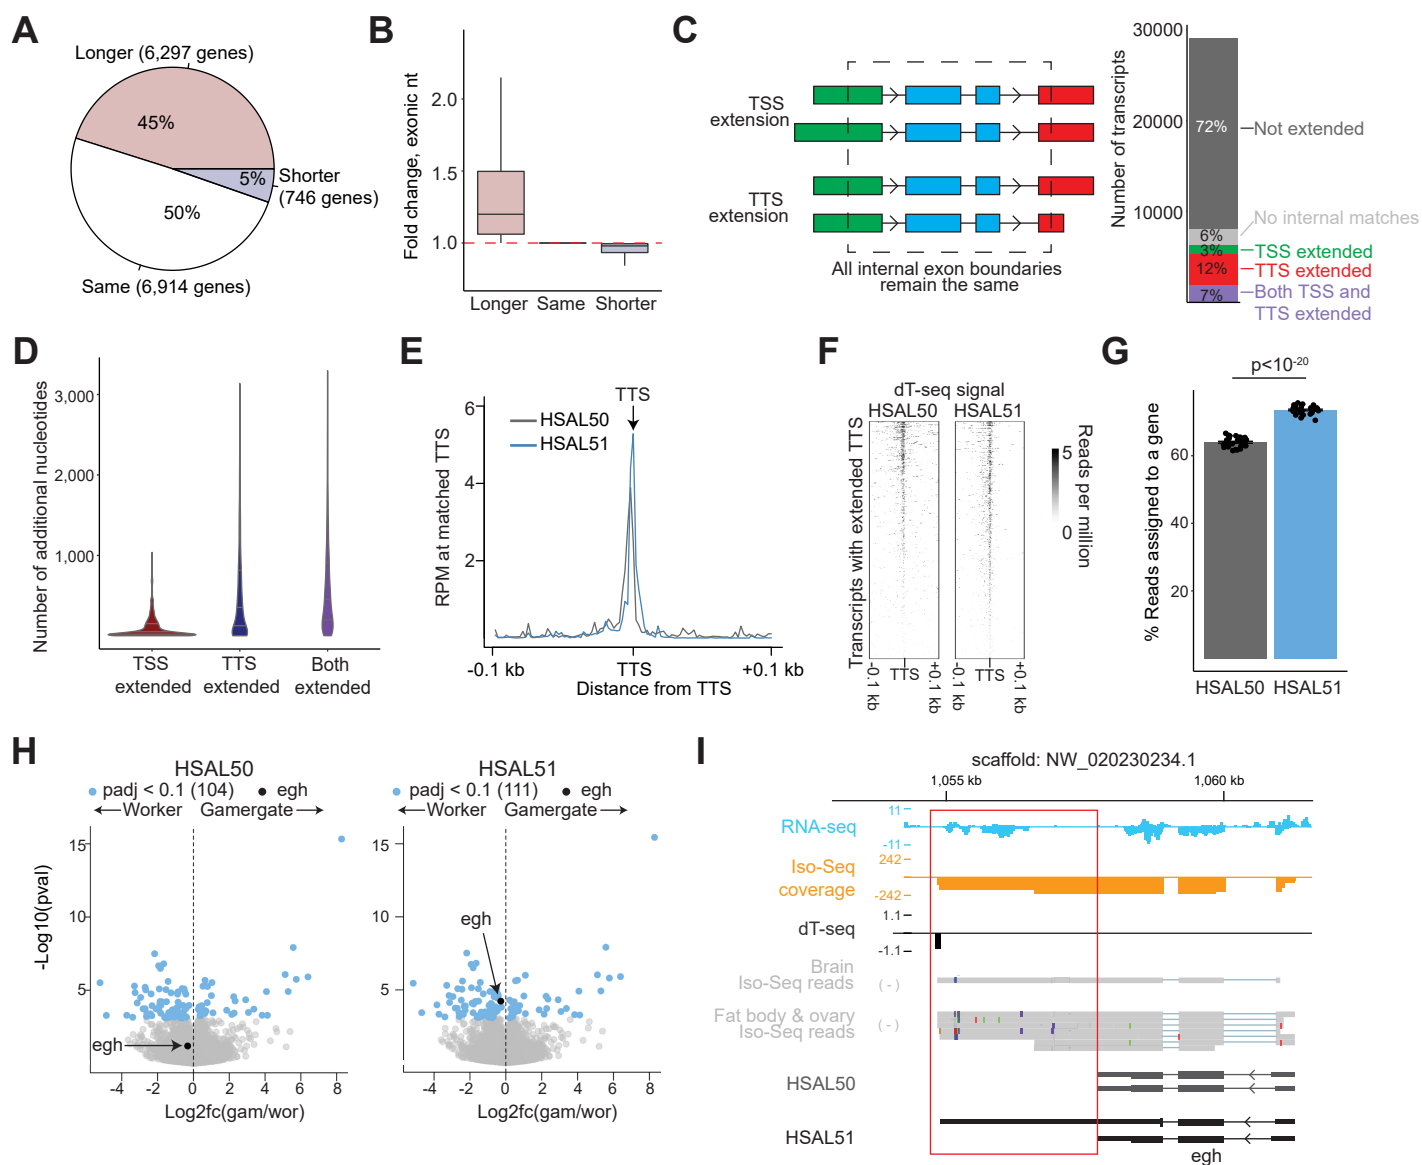 A
Longer (6,297 genes)
45%
Shorter
(746 genes)
5%
50%
Same (6,914 genes)
B
Fold change, exonic nt
2.0
1.5
1.0
Longer Same Shorter
C
TSS
extension
TTS
extension
All internal exon boundaries
remain the same
Number of transcripts
30000
20000
10000
72%
6%
3%
12%
7%
Not extended
No internal matches
TSS extended
TTS extended
Both TSS and
TTS extended
D
Number of additional nucleotides
3,000
2,000
1,000
TSS
extended
TTS
extended
Both
extended
E
RPM at matched TTS
6
4
2
HSAL50
HSAL51
TTS
-0.1 kb
TTS
+0.1 kb
Distance from TTS
F
dT-seq signal
HSAL50 HSAL51
Transcripts with extended TTS
-0.1 kb
TTS
+0.1 kb
-0.1 kb
TTS
+0.1 kb
5
0
Reads per million
G
p<10-20
% Reads assigned to a gene
60
40
20
HSAL50 HSAL51
H
HSAL50
padj < 0.1 (104) egh
Worker Gamergate
-Log10(pval)
15
10
5
egh
-4 -2 0 2 4 6 8
Log2fc(gam/wor)
HSAL51
padj < 0.1 (111) egh
Worker Gamergate
15
10
5
egh
-4 -2 0 2 4 6 8
Log2fc(gam/wor)
I
scaffold: NW_020230234.1
1,055 kb 1,060 kb
RNA-seq
11
-11
Iso-Seq
coverage
242
-242
dT-seq
1.1
-1.1
Brain
Iso-Seq reads
(-)
Fat body & ovary
Iso-Seq reads
(-)
HSAL50
HSAL51
egh